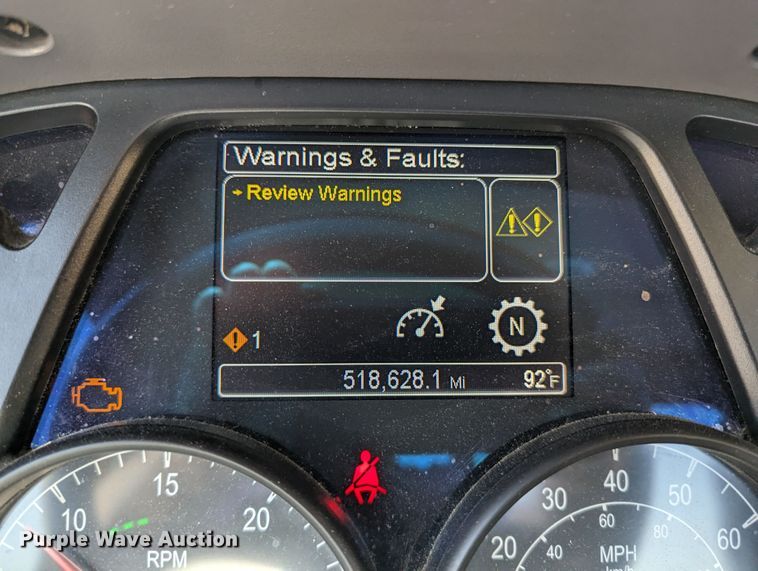 Warnings & Faults:
Review Warnings
N
1
518,628.1 Mi 92°F
10 15 20
RPM
20 30 40 50 60
40 60 80
MPH
Purple Wave Auction